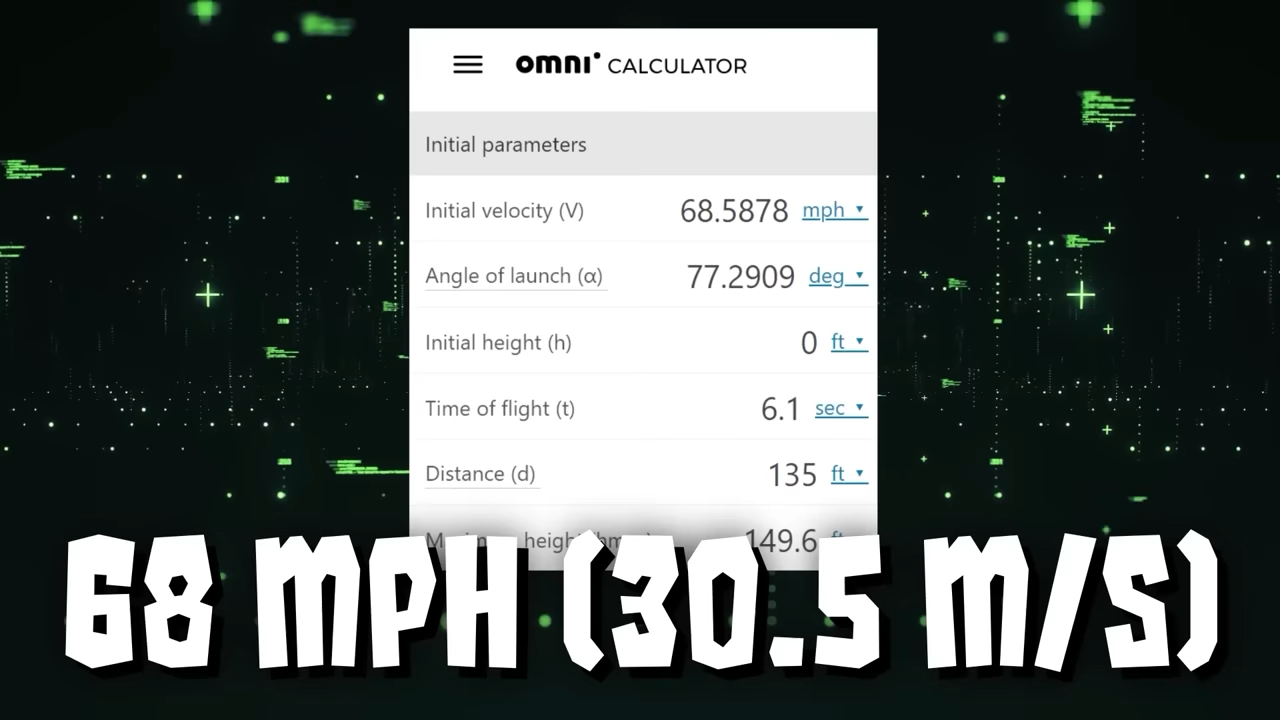 omni CALCULATOR
Initial parameters
Initial velocity (V) 68.5878 mph
Angle of launch (α) 77.2909 deg
Initial height (h) 0 ft
Time of flight (t) 6.1 sec
Distance (d) 135 ft
149.6
68 MPH (30.5 M/S)